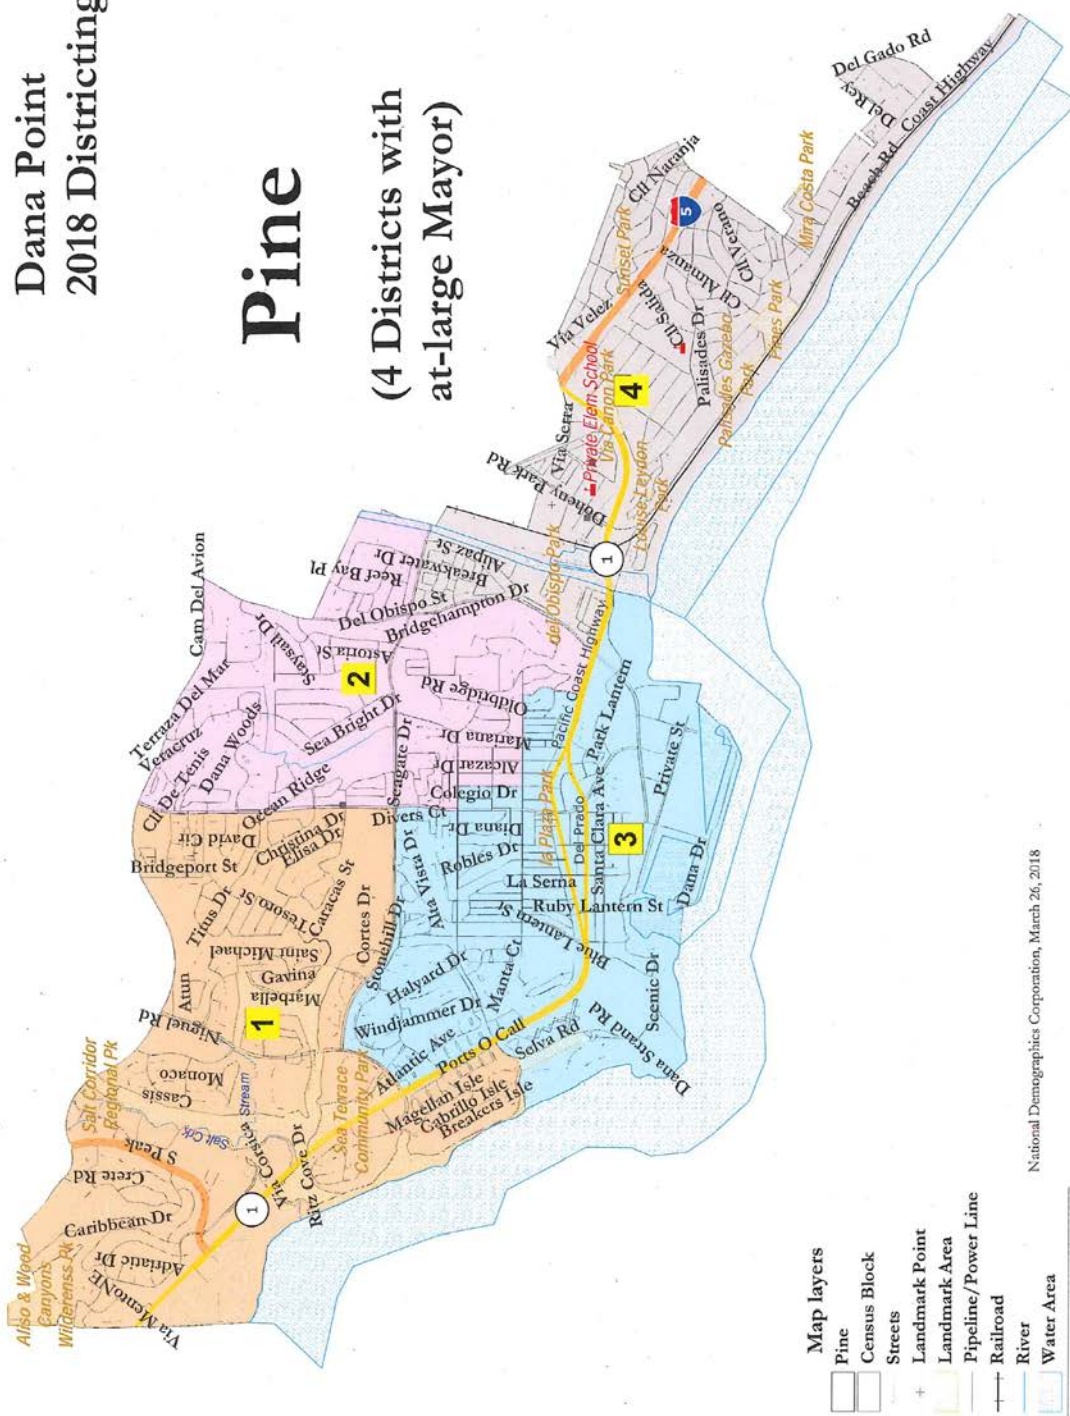 Dana Point
2018 Districting
Pine
(4 Districts with
at-large Mayor)
Aliso & Wood
Canyons
Wilderenss Pk
Via MentoNE
Adriatic Dr
Caribbean Dr
Crete Rd
S Peak
Salt Corridor
Regional Pk
Salt Crk
Stream
Cassis
Monaco
Niguel Rd
Via Corsica
Ritz Cove Dr
1
1
Sea Terrace
Community Park
Magellan Isle
Cabrillo Isle
Breakers Isle
Atun
Marbella
Gavina
Saint Michael
Titus Dr
Tesoro St
Caracas St
Cortes Dr
Bridgeport St
David Cir
Christina Dr
Elisa Dr
Cll De Tenis
Veracruz
Terraza Del Mar
Dana Woods
Ocean Ridge
Cam Del Avion
Staysail Dr
Astoria St
2
Sea Bright Dr
Seagate Dr
Del Obispo St
Bridgehampton Dr
Reef Bay Pl
Breakwater Dr
Alipaz St
Oldbridge Rd
Mariana Dr
Alcazar Dr
Colegio Dr
Divers Ct
Diana Dr
Robles Dr
Alta Vista Dr
Stonehill Dr
Halyard Dr
Windjammer Dr
Manta Ct
Atlantic Ave
Ports O Call
Selva Rd
Dana Strand Rd
Scenic Dr
Blue Lantern St
Ruby Lantern St
La Serna
Del Prado
Santa Clara Ave
Park Lantern
3
la Plaza Park
Pacific Coast Highway
Private St
Dana Dr
del Obispo Park
1
Doheny Park Rd
Via Serra
Private Elem School
Via Canon Park
4
Louise Leydon
Park
Via Velez
Sunset Park
Cll Naranja
5
Cll Salida
Cll Almanza
Cll Verano
Palisades Dr
Palisades Gazebo
Park
Pines Park
Mira Costa Park
Beach Rd
Coast Highway
Del Rey
Del Gado Rd
Map layers
Pine
Census Block
Streets
Landmark Point
Landmark Area
Pipeline/Power Line
Railroad
River
Water Area
National Demographics Corporation, March 26, 2018